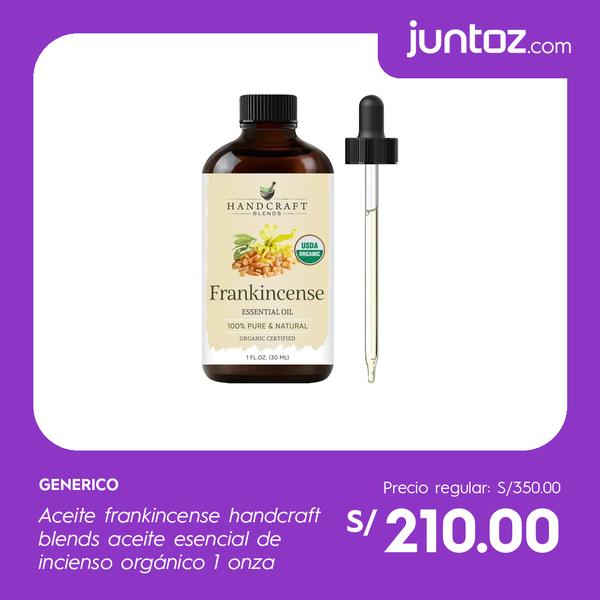 juntoz.com
HANDCRAFT
BLENDS
USDA
ORGANIC
Frankincense
ESSENTIAL OIL
100% PURE & NATURAL
ORGANIC CERTIFIED
1 FL.OZ. (30 ML)
GENERICO
Aceite frankincense handcraft
blends aceite esencial de
incienso orgánico 1 onza
Precio regular: S/350.00
S/ 210.00